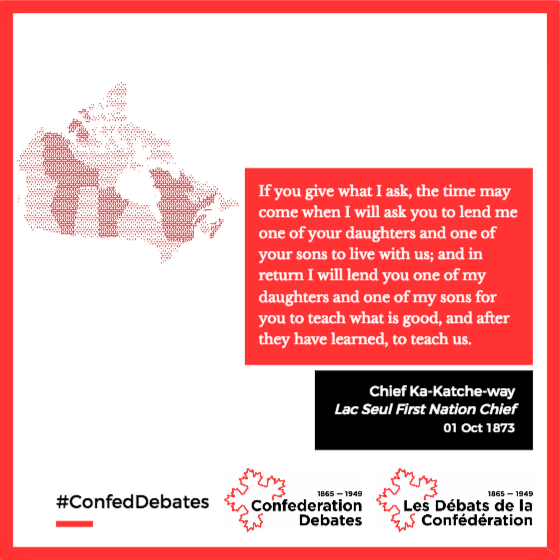 If you give what I ask, the time may
come when I will ask you to lend me
one of your daughters and one of
your sons to live with us; and in
return I will lend you one of my
daughters and one of my sons for
you to teach what is good, and after
they have learned, to teach us.
Chief Ka-Katche-way
Lac Seul First Nation Chief
01 Oct 1873
#ConfedDebates
1865 — 1949
Confederation
Debates
1865 — 1949
Les Débats de la
Confédération